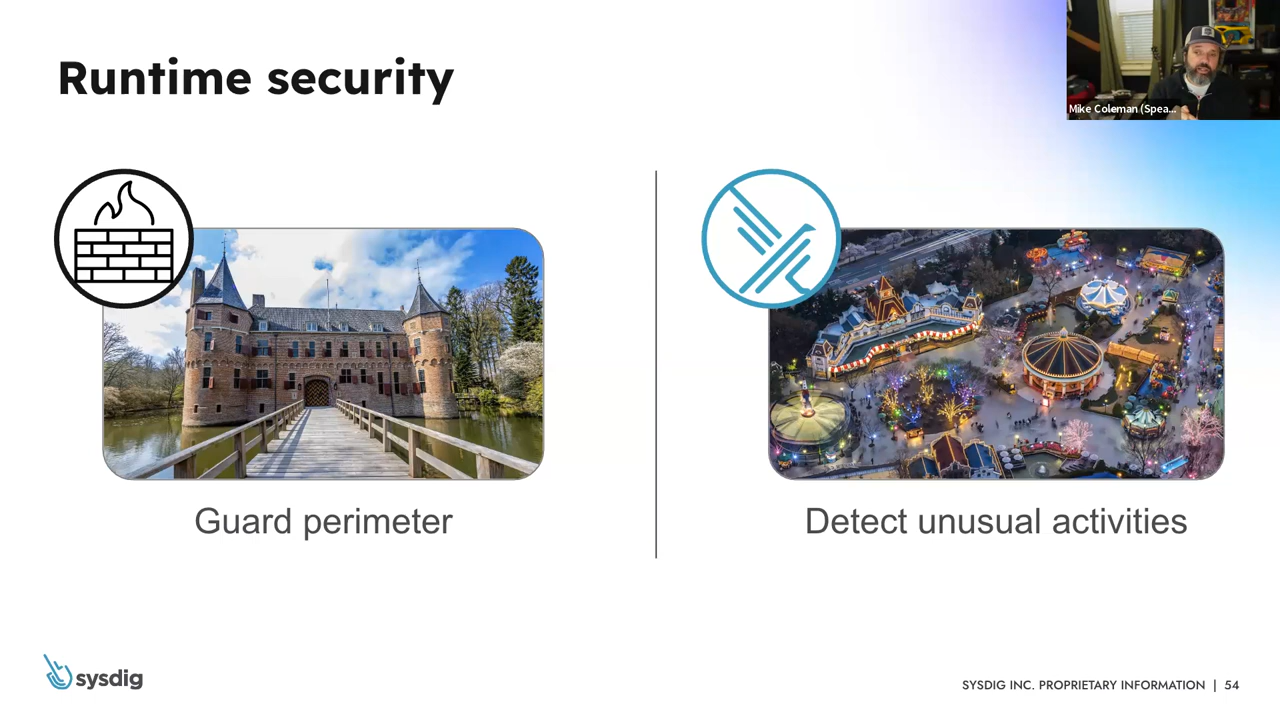 Runtime security
Mike Coleman (Spea...
Guard perimeter
Detect unusual activities
sysdig
SYSDIG INC. PROPRIETARY INFORMATION | 54